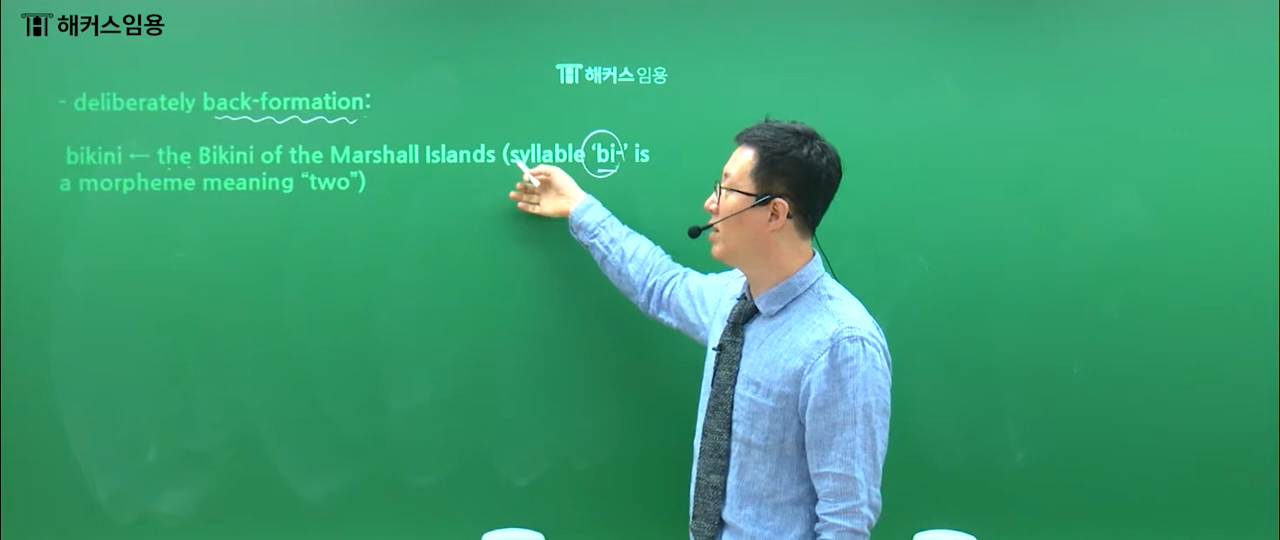 해커스임용
해커스임용
- deliberately back-formation:
bikini ← the Bikini of the Marshall Islands (syllable ‘bi-’ is
a morpheme meaning “two”)